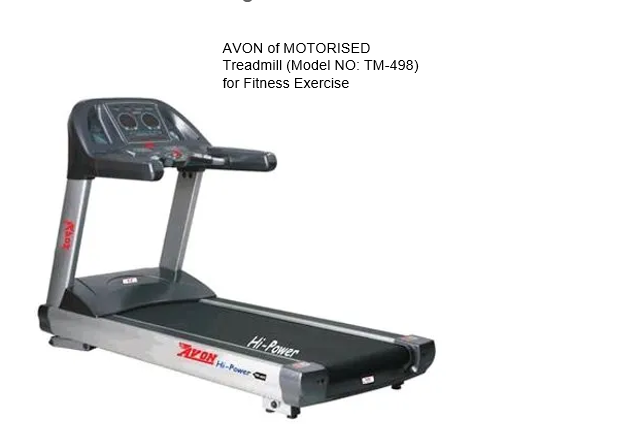 AVON of MOTORISED
Treadmill (Model NO: TM-498)
for Fitness Exercise
AVON
Hi-Power
AVON Hi-Power